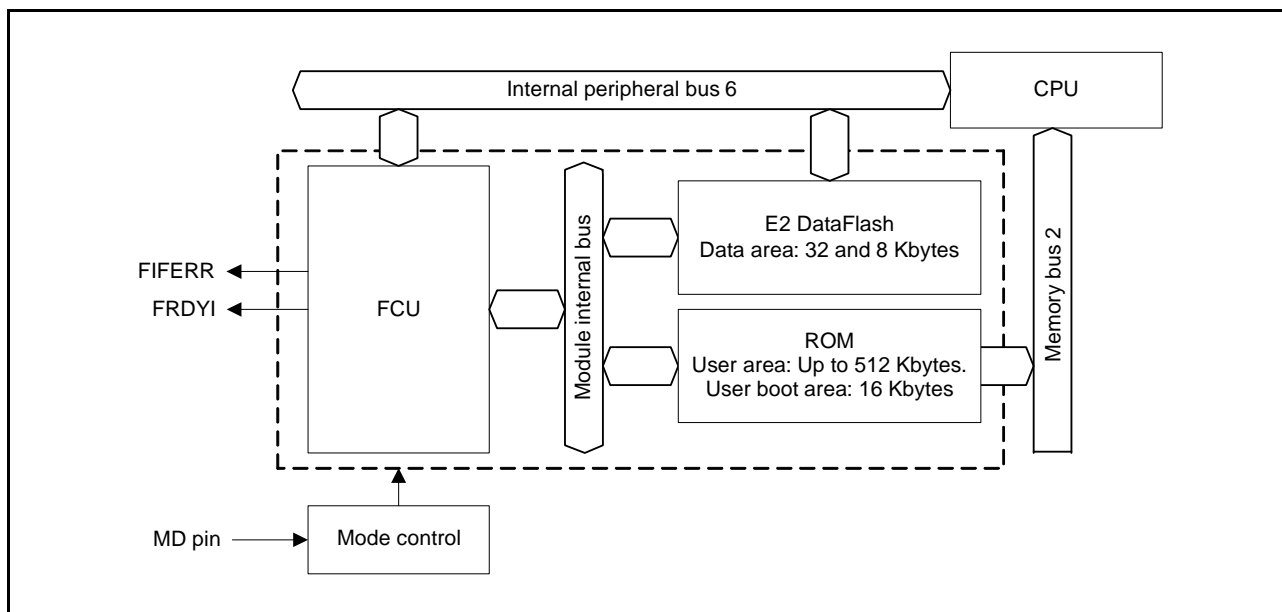 Internal peripheral bus 6
CPU
FIFERR
FRDYI
FCU
Module internal bus
E2 DataFlash
Data area: 32 and 8 Kbytes
ROM
User area: Up to 512 Kbytes.
User boot area: 16 Kbytes
Memory bus 2
MD pin
Mode control